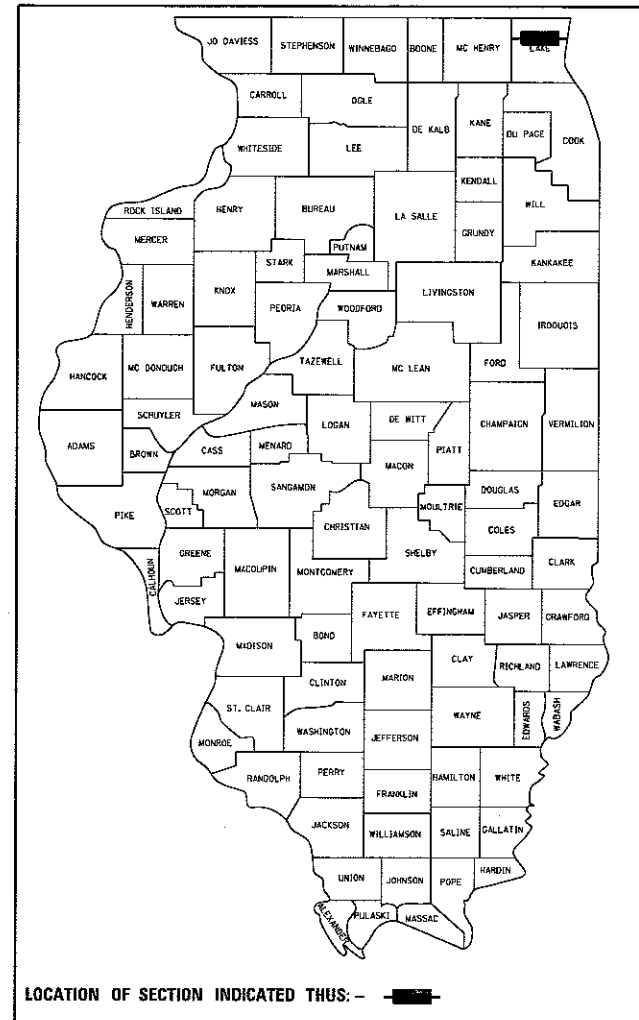 JO DAVIESS STEPHENSON WINNEBAGO BOONE MC HENRY LAKE
CARROLL OGLE DE KALB KANE DU PAGE COOK
WHITESIDE LEE KENDALL WILL
ROCK ISLAND HENRY BUREAU LA SALLE GRUNDY
MERCER STARK PUTNAM MARSHALL KANKAKEE
HENDERSON WARREN KNOX PEORIA WOODFORD LIVINGSTON IROQUOIS
HANCOCK MC DONOUGH FULTON TAZEWELL MC LEAN FORD
SCHUYLER MASON LOGAN DE WITT CHAMPAIGN VERMILION
ADAMS BROWN CASS MENARD MACON PIATT
PIKE SCOTT MORGAN SANGAMON CHRISTIAN MOULTRIE DOUGLAS EDGAR
COLES
CALHOUN GREENE MACOUPIN MONTGOMERY SHELBY CUMBERLAND CLARK
JERSEY FAYETTE EFFINGHAM JASPER CRAWFORD
MADISON BOND CLAY RICHLAND LAWRENCE
CLINTON MARION
ST. CLAIR WASHINGTON JEFFERSON WAYNE EDWARDS WABASH
MONROE
RANDOLPH PERRY FRANKLIN HAMILTON WHITE
JACKSON WILLIAMSON SALINE GALLATIN
UNION JOHNSON POPE HARDIN
ALEXANDER PULASKI MASSAC
LOCATION OF SECTION INDICATED THUS: -